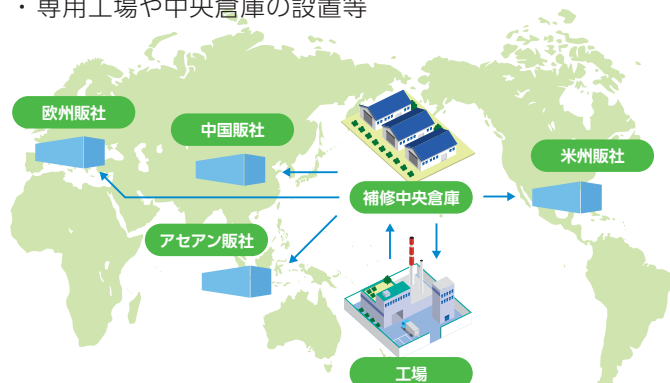 ・専用工場や中央倉庫の設置等
欧州販社
中国販社
米州販社
補修中央倉庫
アセアン販社
工場